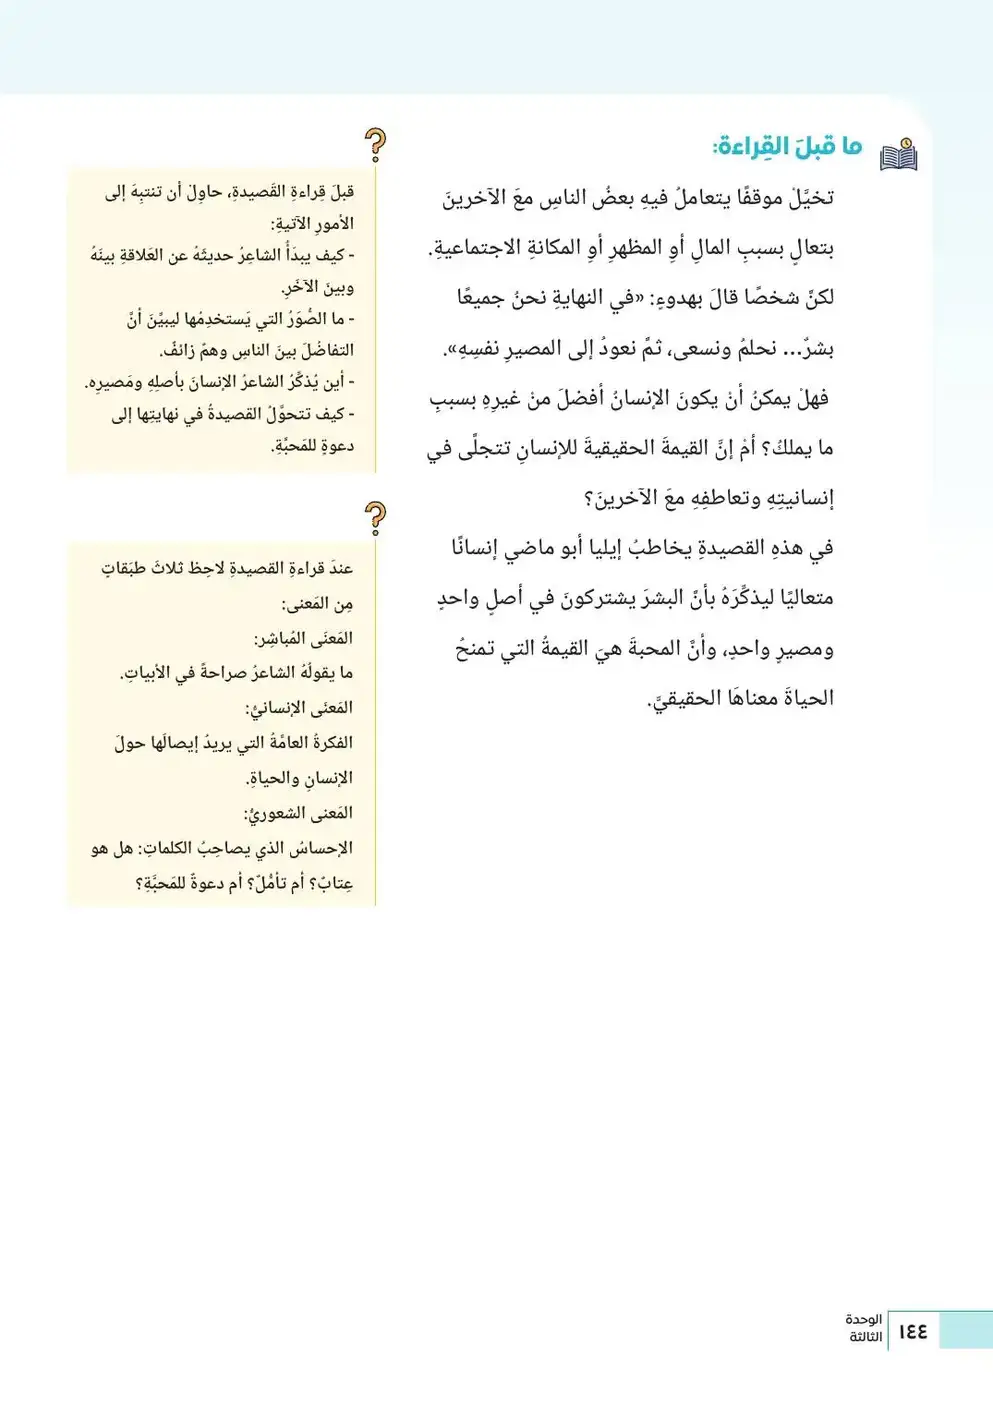 ما قبلَ القِراءة:
تخيَّلْ موقفًا يتعاملُ فيهِ بعضُ الناسِ معَ الآخرينَ
بتعالٍ بسببِ المالِ أوِ المظهرِ أوِ المكانةِ الاجتماعيةِ.
لكنَّ شخصًا قالَ بهدوءٍ: «في النهايةِ نحنُ جميعًا
بشرٌ... نحلمُ ونسعى، ثمَّ نعودُ إلى المصيرِ نفسِهِ».
فهلْ يمكنُ أنْ يكونَ الإنسانُ أفضلَ منْ غيرِهِ بسببِ
ما يملكُ؟ أمْ إنَّ القيمةَ الحقيقيةَ للإنسانِ تتجلَّى في
إنسانيتِهِ وتعاطفِهِ معَ الآخرينَ؟
في هذهِ القصيدةِ يخاطبُ إيليا أبو ماضي إنسانًا
متعاليًا ليذكِّرَهُ بأنَّ البشرَ يشتركونَ في أصلٍ واحدٍ
ومصيرٍ واحدٍ، وأنَّ المحبةَ هيَ القيمةُ التي تمنحُ
الحياةَ معناهَا الحقيقيَّ.
?
قبلَ قِراءةِ القَصيدةِ، حاوِلْ أن تنتبِهَ إلى
الأمورِ الآتيةِ:
- كيف يبدَأُ الشاعِرُ حديثَهُ عن العَلاقةِ بينَهُ
وبينَ الآخَرِ.
- ما الصُّوَرُ التي يَستخدِمُها ليبيِّنَ أنَّ
التفاضُلَ بينَ الناسِ وهمٌ زائفٌ.
- أين يُذكِّرُ الشاعرُ الإنسانَ بأصلِهِ ومَصيرِه.
- كيف تتحوَّلُ القصيدةُ في نهايتِها إلى
دعوةٍ للمَحبَّةِ.
?
عندَ قراءةِ القصيدةِ لاحِظ ثلاثَ طبَقاتٍ
مِن المَعنى:
المَعنَى المُباشِر:
ما يقولُهُ الشاعرُ صراحةً في الأبياتِ.
المَعنَى الإنسانيُّ:
الفكرةُ العامَّةُ التي يريدُ إيصالَها حولَ
الإنسانِ والحياةِ.
المَعنى الشعوريُّ:
الإحساسُ الذي يصاحِبُ الكلماتِ: هل هو
عِتابٌ؟ أم تأمُّلٌ؟ أم دعوةٌ للمَحبَّةِ؟
الوحدة
الثالثة
١٤٤